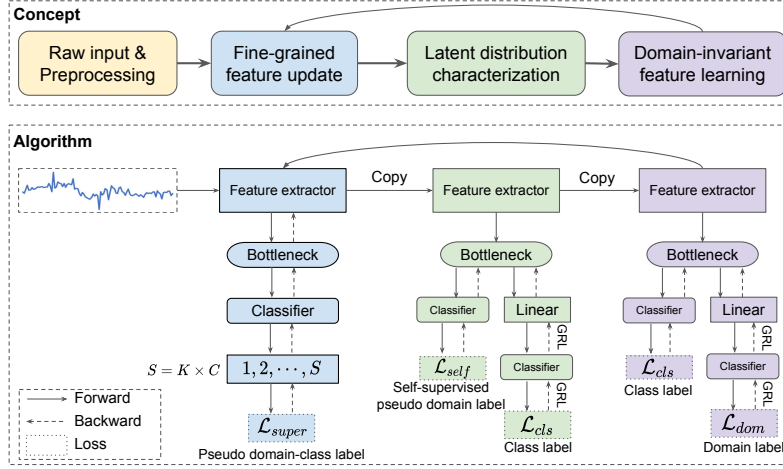 Concept
Raw input &
Preprocessing
Fine-grained
feature update
Latent distribution
characterization
Domain-invariant
feature learning
Algorithm
Feature extractor
Copy
Feature extractor
Copy
Feature extractor
Bottleneck
Bottleneck
Bottleneck
Classifier
Classifier
Linear
GRL
Classifier
Linear
GRL
S = K × C
1, 2, ⋯, S
Classifier
Classifier
L_self
Self-supervised
pseudo domain label
GRL
L_cls
Class label
GRL
Forward
Backward
Loss
L_super
Pseudo domain-class label
L_cls
Class label
L_dom
Domain label